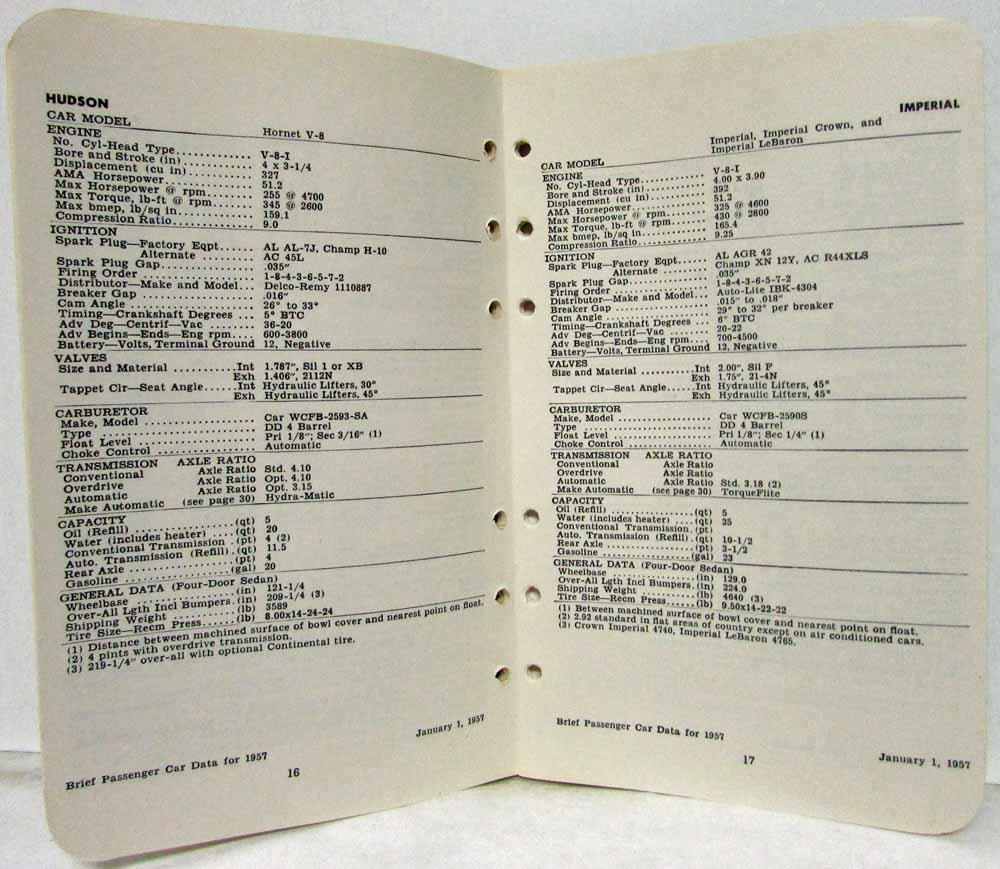 HUDSON
CAR MODEL Hornet V-8
ENGINE
No. Cyl-Head Type............. V-8-I
Bore and Stroke (in)............ 4 x 3-1/4
Displacement (cu in)............ 327
AMA Horsepower............ 51.2
Max Horsepower @ rpm....... 255 @ 4700
Max Torque, lb-ft @ rpm..... 345 @ 2600
Max bmep, lb/sq in............. 159.1
Compression Ratio............. 9.0
IGNITION
Spark Plug—Factory Eqpt...... AL AL-7J, Champ H-10
Alternate ......... AC 45L
Spark Plug Gap................ .035"
Firing Order .................. 1-8-4-3-6-5-7-2
Distributor—Make and Model... Delco-Remy 1110887
Breaker Gap .................. .016"
Cam Angle .................... 26° to 33°
Timing—Crankshaft Degrees ... 5° BTC
Adv Deg—Centrif—Vac ........ 36-20
Adv Begins—Ends—Eng rpm.... 600-3800
Battery—Volts, Terminal Ground 12, Negative
VALVES
Size and Material ...........Int 1.787", Sil 1 or XB
Exh 1.406", 2112N
Tappet Clr—Seat Angle......Int Hydraulic Lifters, 30°
Exh Hydraulic Lifters, 45°
CARBURETOR
Make, Model .................. Car WCFB-2593-SA
Type ......................... DD 4 Barrel
Float Level .................. Pri 1/8"; Sec 3/16" (1)
Choke Control ................ Automatic
TRANSMISSION AXLE RATIO
Conventional Axle Ratio Std. 4.10
Overdrive Axle Ratio Opt. 4.10
Automatic Axle Ratio Opt. 3.15
Make Automatic (see page 30) Hydra-Matic
CAPACITY
Oil (Refill) ..................(qt) 5
Water (includes heater) ....(qt) 20
Conventional Transmission .(pt) 4 (2)
Auto. Transmission (Refill).(qt) 11.5
Rear Axle ...................(pt) 4
Gasoline ....................(gal) 20
GENERAL DATA (Four-Door Sedan)
Wheelbase ..................(in) 121-1/4
Over-All Lgth Incl Bumpers.(in) 209-1/4 (3)
Shipping Weight ............(lb) 3589
Tire Size—Recm Press......(lb) 8.00x14-24-24
(1) Distance between machined surface of bowl cover and nearest point on float.
(2) 4 pints with overdrive transmission.
(3) 219-1/4" over-all with optional Continental tire.
Brief Passenger Car Data for 1957
January 1, 1957
16
IMPERIAL
Imperial, Imperial Crown, and
CAR MODEL Imperial LeBaron
ENGINE
No. Cyl-Head Type............ V-8-I
Bore and Stroke (in)............ 4.00 x 3.90
Displacement (cu in)............ 392
AMA Horsepower............ 51.2
Max Horsepower @ rpm...... 325 @ 4600
Max Torque, lb-ft @ rpm..... 430 @ 2800
Max bmep, lb/sq in............ 165.4
Compression Ratio............. 9.25
IGNITION
Spark Plug—Factory Eqpt..... AL AGR 42
Alternate ......... Champ XN 12Y, AC R44XLS
Spark Plug Gap............... .035"
Firing Order ................. 1-8-4-3-6-5-7-2
Distributor—Make and Model... Auto-Lite IBK-4304
Breaker Gap .................. .015" to .018"
Cam Angle .................... 29° to 32° per breaker
Timing—Crankshaft Degrees ... 6° BTC
Adv Deg—Centrif—Vac ........ 20-22
Adv Begins—Ends—Eng rpm.... 700-4500
Battery—Volts, Terminal Ground 12, Negative
VALVES
Size and Material ...........Int 2.00", Sil F
Exh 1.75", 21-4N
Tappet Clr—Seat Angle......Int Hydraulic Lifters, 45°
Exh Hydraulic Lifters, 45°
CARBURETOR
Make, Model .................. Car WCFB-2590S
Type ......................... DD 4 Barrel
Float Level .................. Pri 1/8"; Sec 1/4" (1)
Choke Control ................ Automatic
TRANSMISSION AXLE RATIO
Conventional Axle Ratio
Overdrive Axle Ratio
Automatic Axle Ratio Std. 3.18 (2)
Make Automatic (see page 30) TorqueFlite
CAPACITY
Oil (Refill) ..................(qt) 5
Water (includes heater) ....(qt) 25
Conventional Transmission.(pt)
Auto. Transmission (Refill).(qt) 10-1/2
Rear Axle ...................(pt) 3-1/2
Gasoline ....................(gal) 23
GENERAL DATA (Four-Door Sedan)
Wheelbase ..................(in) 129.0
Over-All Lgth Incl Bumpers.(in) 224.0
Shipping Weight ............(lb) 4640 (3)
Tire Size—Recm Press......(lb) 9.50x14-22-22
(1) Between machined surface of bowl cover and nearest point on float.
(2) 2.92 standard in flat areas of country except on air conditioned cars.
(3) Crown Imperial 4740, Imperial LeBaron 4765.
Brief Passenger Car Data for 1957
17
January 1, 1957